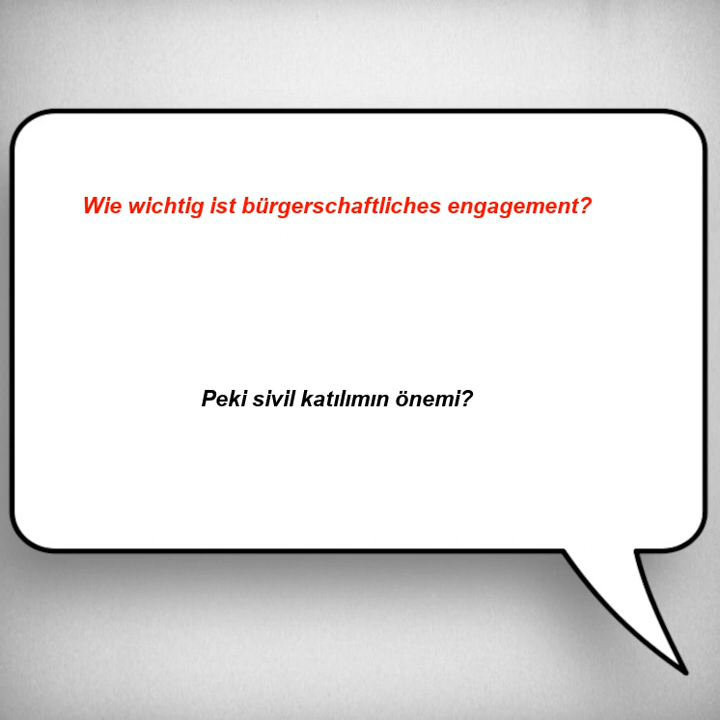 Wie wichtig ist bürgerschaftliches engagement?
Peki sivil katılımın önemi?